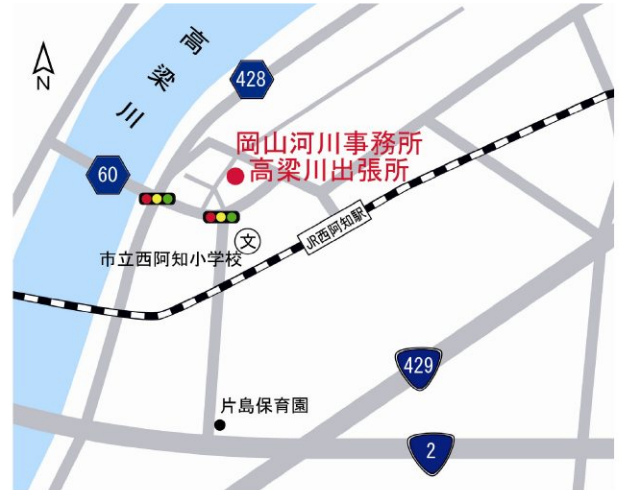 高梁川
N
428
岡山河川事務所
高梁川出張所
60
JR西阿知駅
文
市立西阿知小学校
429
片島保育園
2